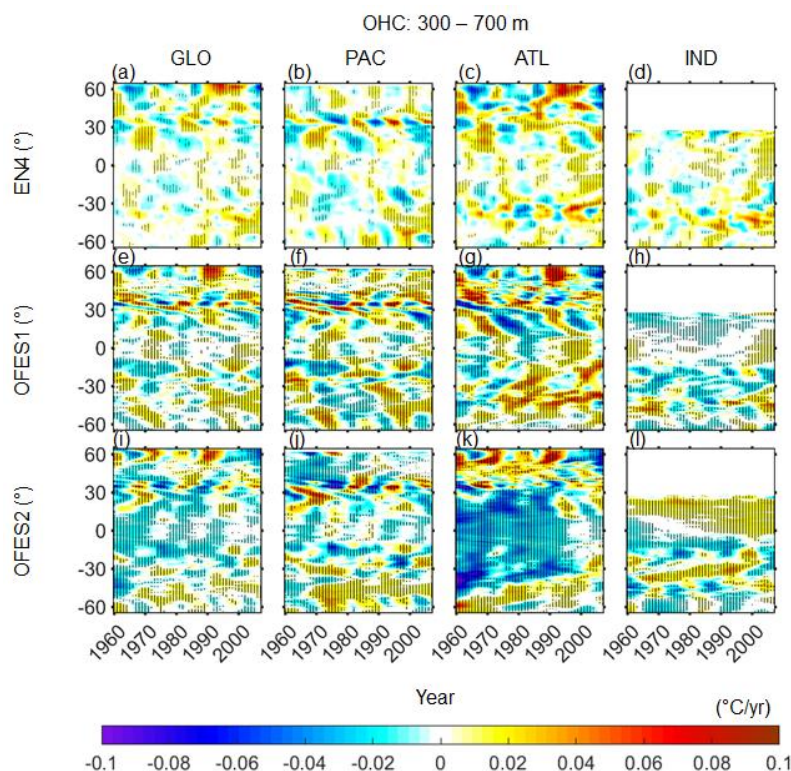 OHC: 300 – 700 m
GLO PAC ATL IND
(a) (b) (c) (d)
EN4 (°)
60
30
0
-30
-60
(e) (f) (g) (h)
OFES1 (°)
60
30
0
-30
-60
(i) (j) (k) (l)
OFES2 (°)
60
30
0
-30
-60
1960 1970 1980 1990 2000 1960 1970 1980 1990 2000 1960 1970 1980 1990 2000 1960 1970 1980 1990 2000
Year
(°C/yr)
-0.1 -0.08 -0.06 -0.04 -0.02 0 0.02 0.04 0.06 0.08 0.1